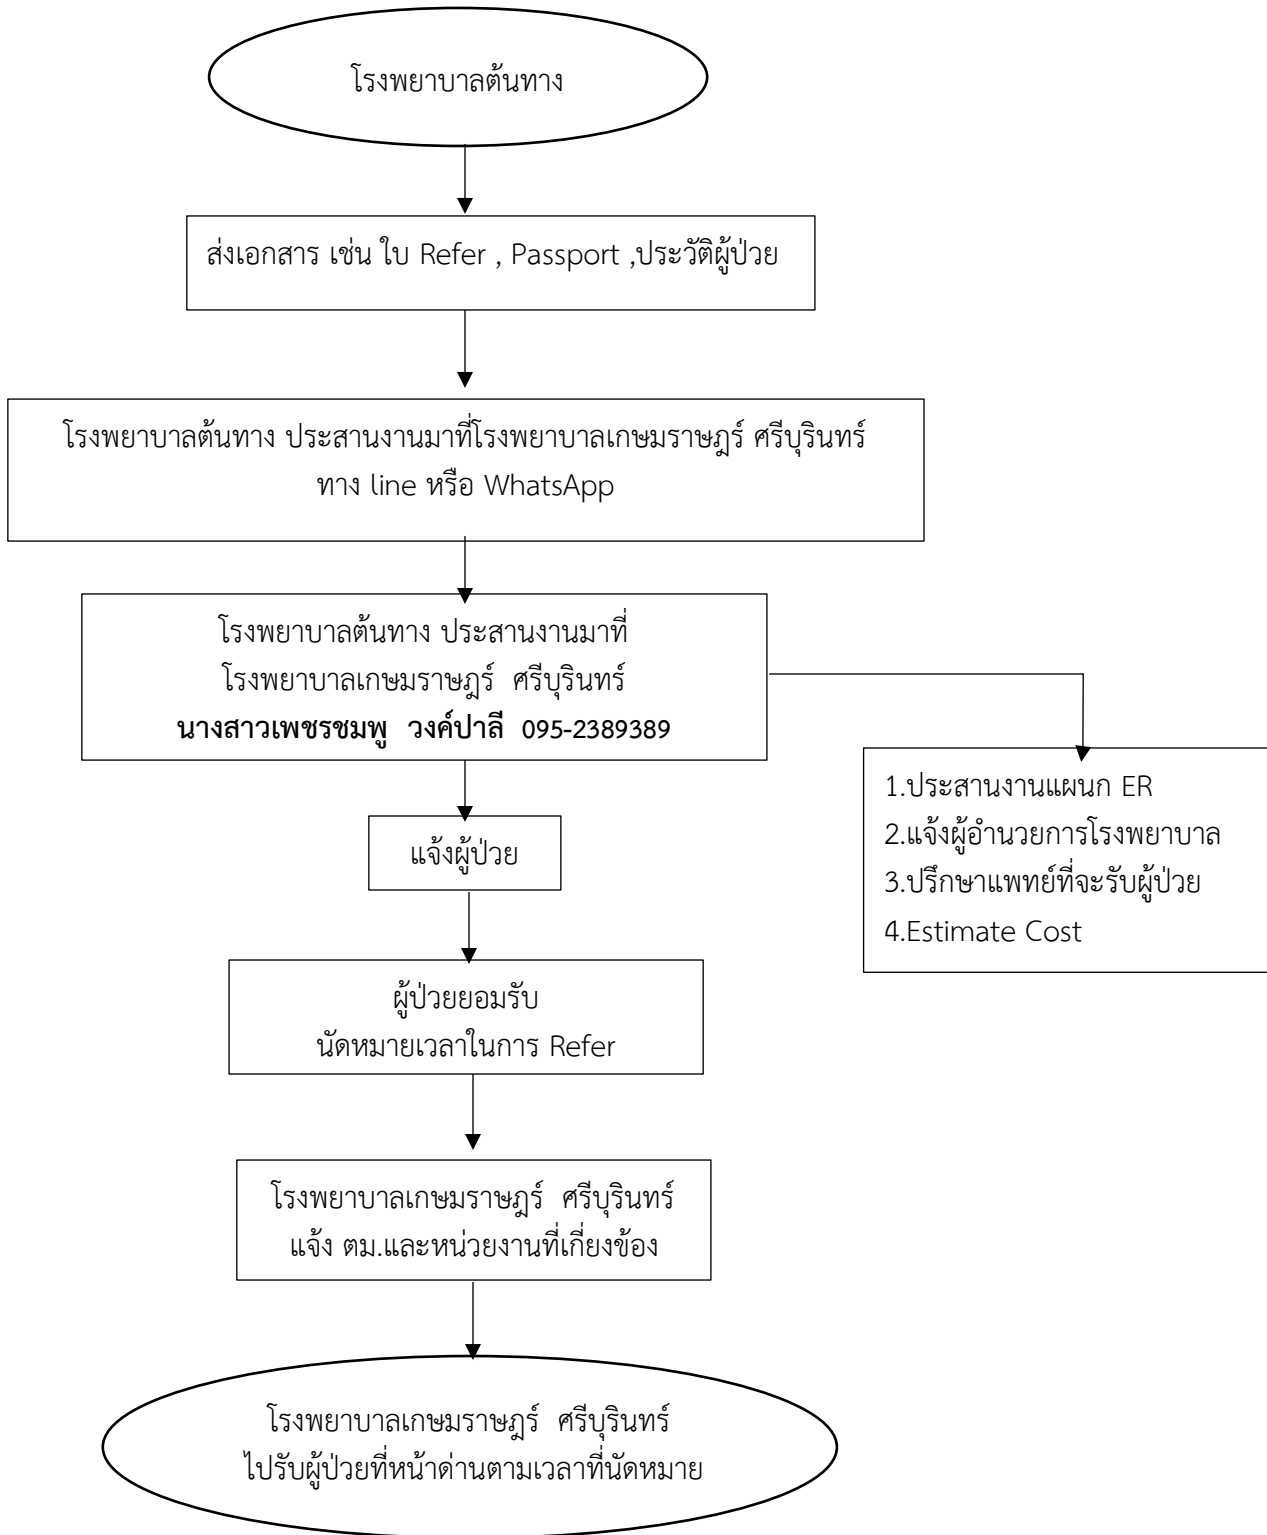 โรงพยาบาลต้นทาง
ส่งเอกสาร เช่น ใบ Refer , Passport ,ประวัติผู้ป่วย
โรงพยาบาลต้นทาง ประสานงานมาที่โรงพยาบาลเกษมราษฎร์ ศรีบุรินทร์
ทาง line หรือ WhatsApp
โรงพยาบาลต้นทาง ประสานงานมาที่
โรงพยาบาลเกษมราษฎร์ ศรีบุรินทร์
นางสาวเพชรชมพู วงค์ปาลี 095-2389389
1.ประสานงานแผนก ER
2.แจ้งผู้อำนวยการโรงพยาบาล
3.ปรึกษาแพทย์ที่จะรับผู้ป่วย
4.Estimate Cost
แจ้งผู้ป่วย
ผู้ป่วยยอมรับ
นัดหมายเวลาในการ Refer
โรงพยาบาลเกษมราษฎร์ ศรีบุรินทร์
แจ้ง ตม.และหน่วยงานที่เกี่ยงข้อง
โรงพยาบาลเกษมราษฎร์ ศรีบุรินทร์
ไปรับผู้ป่วยที่หน้าด่านตามเวลาที่นัดหมาย